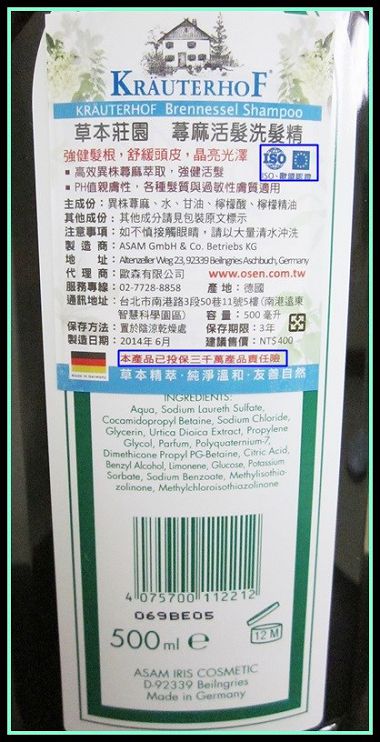 KRÄUTERHOF®
KRÄUTERHOF Brennessel Shampoo
草本莊園 蕁麻活髮洗髮精
強健髮根，舒緩頭皮，晶亮光澤
ISO
▪ 高效異株蕁麻萃取，強健活髮
ISO、歐盟認證
▪ PH值親膚性，各種髮質與過敏性膚質適用
主成份：異株蕁麻、水、甘油、檸檬酸、檸檬精油
其他成份：其他成分請見包裝原文標示
注意事項：如不慎接觸眼睛，請以大量清水沖洗
製造商：ASAM GmbH & Co. Betriebs KG
地址：Altenzeller Weg 23, 92339 Beilngries Aschbuch, Germany
代理商：歐森有限公司 www.osen.com.tw
服務專線：02-7728-8858 產地：德國
通訊地址：台北市南港路3段50巷11號5樓(南港遠東
智慧科學園區) 容量：500 毫升
保存方法：置於陰涼乾燥處 保存期限：3年
製造日期：2014年6月 建議售價：NT$400
本產品已投保三千萬產品責任險
Made in Germany
草本精萃·純淨溫和·友善自然
INGREDIENTS:
Aqua, Sodium Laureth Sulfate,
Cocamidopropyl Betaine, Sodium Chloride,
Glycerin, Urtica Dioica Extract, Propylene
Glycol, Parfum, Polyquaternium-7,
Dimethicone Propyl PG-Betaine, Citric Acid,
Benzyl Alcohol, Limonene, Glucose, Potassium
Sorbate, Sodium Benzoate, Methylisothia-
zolinone, Methylchloroisothiazolinone
4 075700 112212
069BE05
500 ml e
12 M
ASAM IRIS COSMETIC
D-92339 Beilngries
Made in Germany